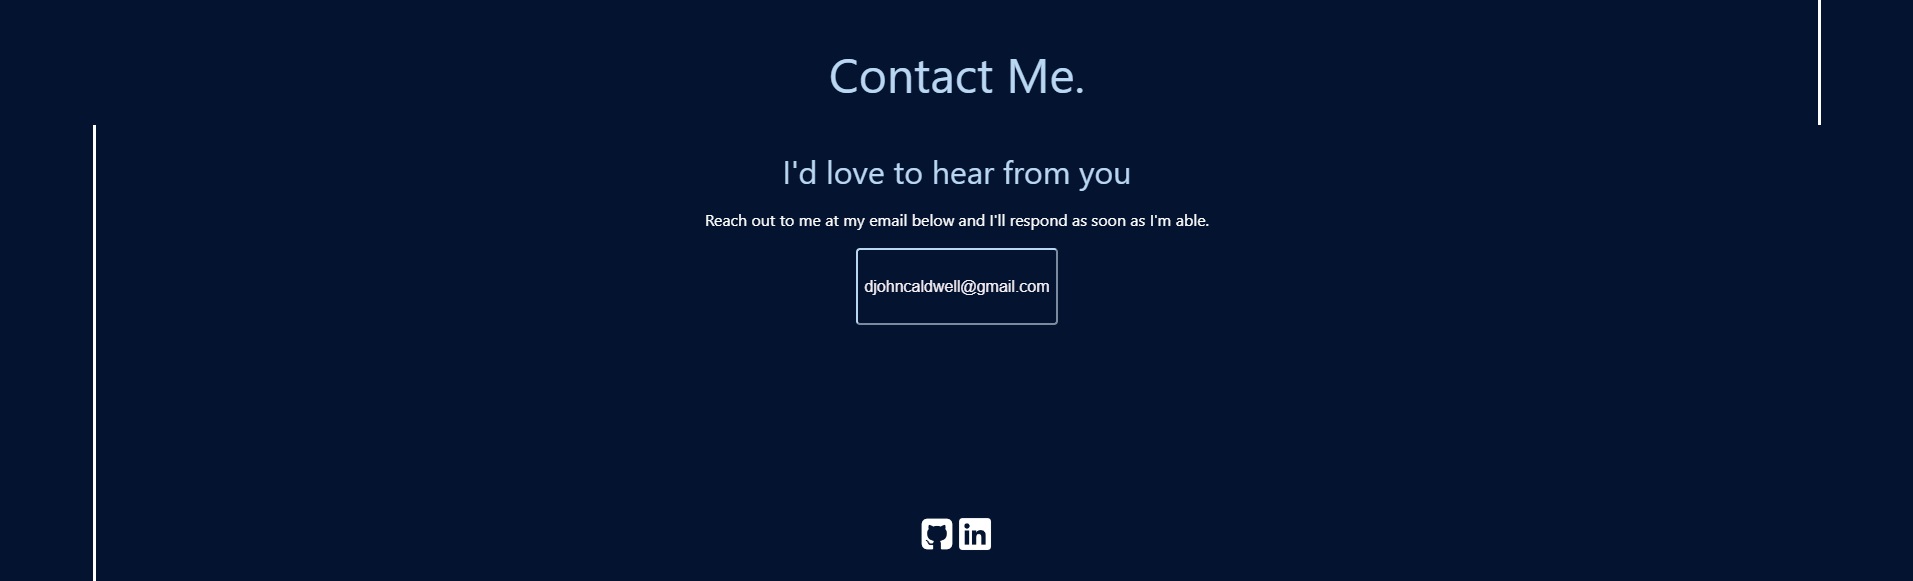 Contact Me.
I'd love to hear from you
Reach out to me at my email below and I'll respond as soon as I'm able.
djohncaldwell@gmail.com
in